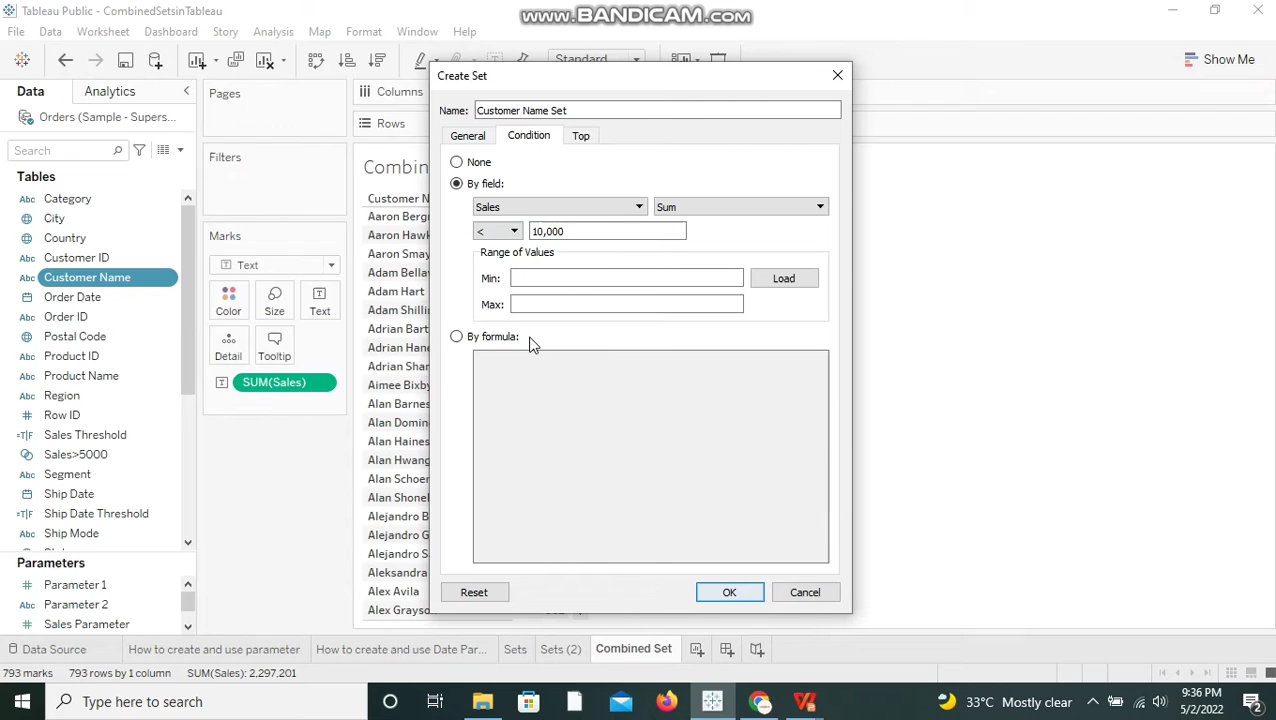 Tableau Public - CombinedSetsinTableau
www.BANDICAM.com
File Data Worksheet Dashboard Story Analysis Map Format Window Help
Standard
Show Me
Data Analytics
Orders (Sample - Supers...
Search
Tables
Category
City
Country
Customer ID
Customer Name
Order Date
Order ID
Postal Code
Product ID
Product Name
Region
Row ID
Sales Threshold
Sales>5000
Segment
Ship Date
Ship Date Threshold
Ship Mode
Parameters
Parameter 1
Parameter 2
Sales Parameter
Pages
Filters
Marks
Text
Color Size Text
Detail Tooltip
SUM(Sales)
Columns
Rows
Combin
Customer N
Aaron Bergr
Aaron Hawk
Aaron Smay
Adam Bellav
Adam Hart
Adam Shillin
Adrian Bart
Adrian Hane
Adrian Shar
Aimee Bixby
Alan Barnes
Alan Domin
Alan Haines
Alan Hwang
Alan Schoer
Alan Shonel
Alejandro B
Alejandro G
Alejandro S
Aleksandra
Alex Avila
Alex Grayso
Create Set
Name: Customer Name Set
General Condition Top
None
By field:
Sales Sum
< 10,000
Range of Values
Min: Load
Max:
By formula:
Reset OK Cancel
Data Source How to create and use parameter How to create and use Date Par... Sets Sets (2) Combined Set
793 marks 793 rows by 1 column SUM(Sales): 2,297,201
Type here to search
33°C Mostly clear
9:36 PM
5/2/2022
2